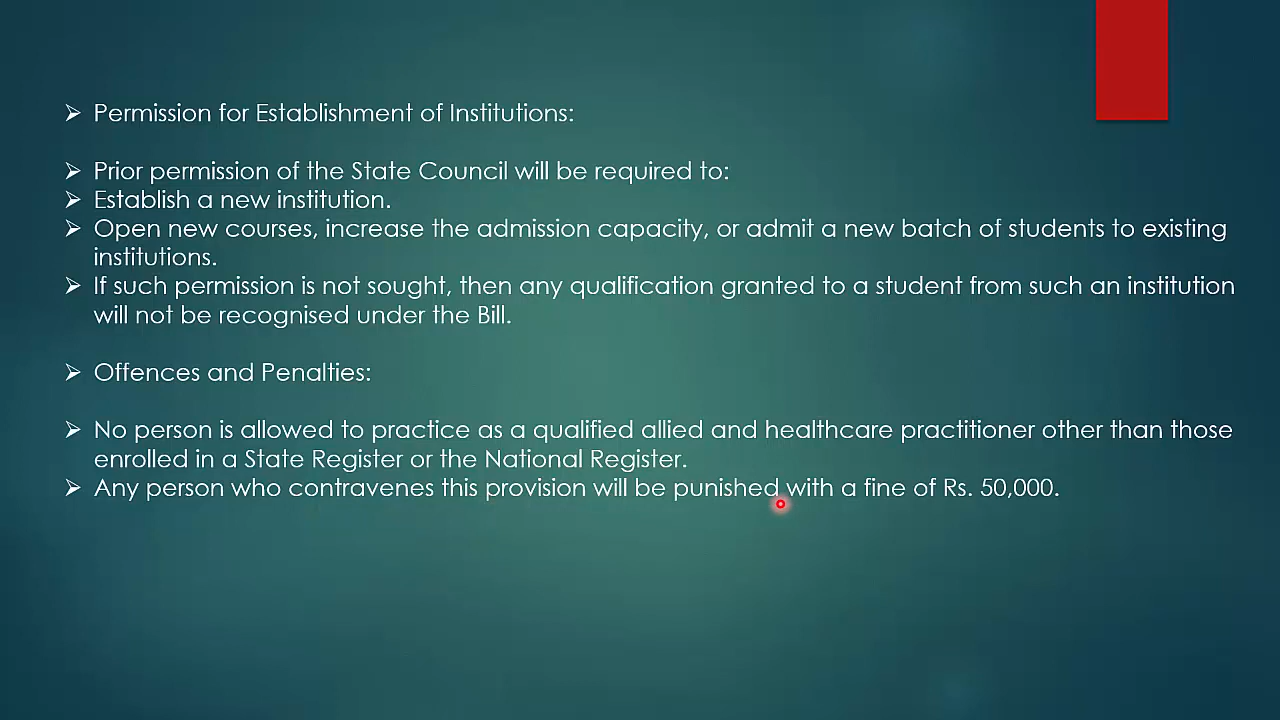 ➢ Permission for Establishment of Institutions:
➢ Prior permission of the State Council will be required to:
➢ Establish a new institution.
➢ Open new courses, increase the admission capacity, or admit a new batch of students to existing
institutions.
➢ If such permission is not sought, then any qualification granted to a student from such an institution
will not be recognised under the Bill.
➢ Offences and Penalties:
➢ No person is allowed to practice as a qualified allied and healthcare practitioner other than those
enrolled in a State Register or the National Register.
➢ Any person who contravenes this provision will be punished with a fine of Rs. 50,000.